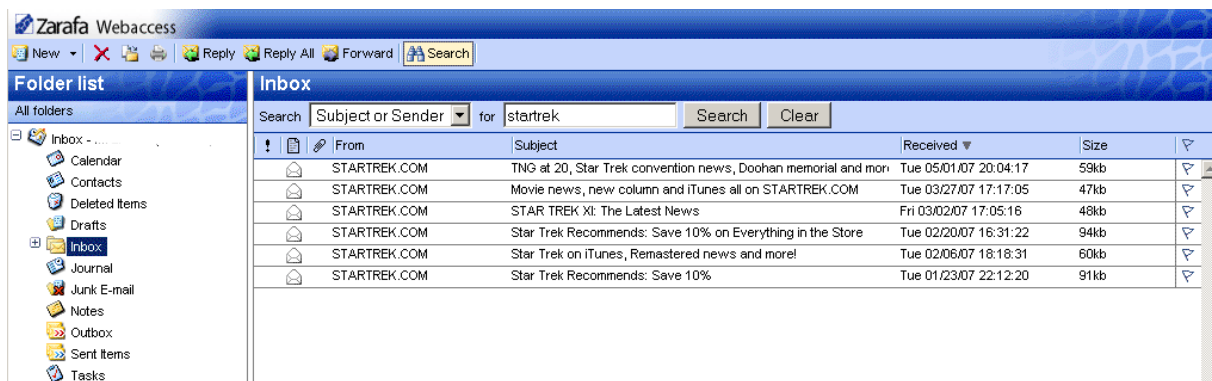 Zarafa Webaccess
New Reply Reply All Forward Search
Folder list
All folders
Inbox -
Calendar
Contacts
Deleted Items
Drafts
Inbox
Journal
Junk E-mail
Notes
Outbox
Sent Items
Tasks
Inbox
Search Subject or Sender for startrek Search Clear
! From Subject Received Size
STARTREK.COM TNG at 20, Star Trek convention news, Doohan memorial and mor Tue 05/01/07 20:04:17 59kb
STARTREK.COM Movie news, new column and iTunes all on STARTREK.COM Tue 03/27/07 17:17:05 47kb
STARTREK.COM STAR TREK XI: The Latest News Fri 03/02/07 17:05:16 48kb
STARTREK.COM Star Trek Recommends: Save 10% on Everything in the Store Tue 02/20/07 16:31:22 94kb
STARTREK.COM Star Trek on iTunes, Remastered news and more! Tue 02/06/07 18:18:31 60kb
STARTREK.COM Star Trek Recommends: Save 10% Tue 01/23/07 22:12:20 91kb